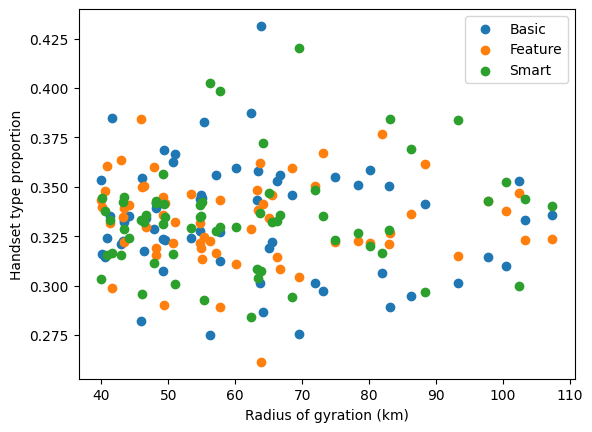 Handset type proportion
0.425
0.400
0.375
0.350
0.325
0.300
0.275
Basic
Feature
Smart
40 50 60 70 80 90 100 110
Radius of gyration (km)